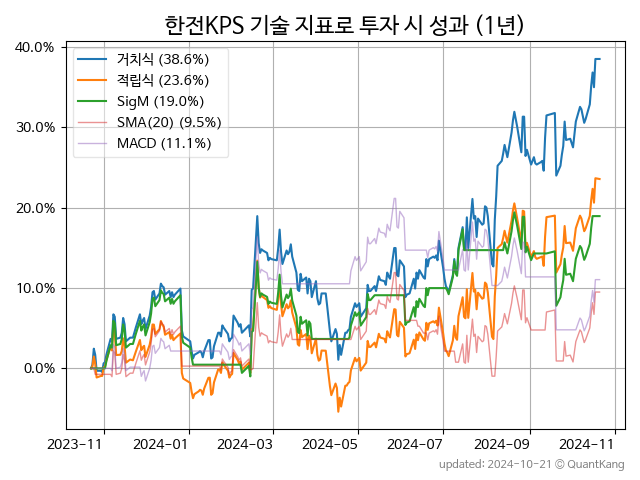 한전KPS 기술 지표로 투자 시 성과 (1년)
40.0%
30.0%
20.0%
10.0%
0.0%
거치식 (38.6%)
적립식 (23.6%)
SigM (19.0%)
SMA(20) (9.5%)
MACD (11.1%)
2023-11 2024-01 2024-03 2024-05 2024-07 2024-09 2024-11
updated: 2024-10-21 © QuantKang